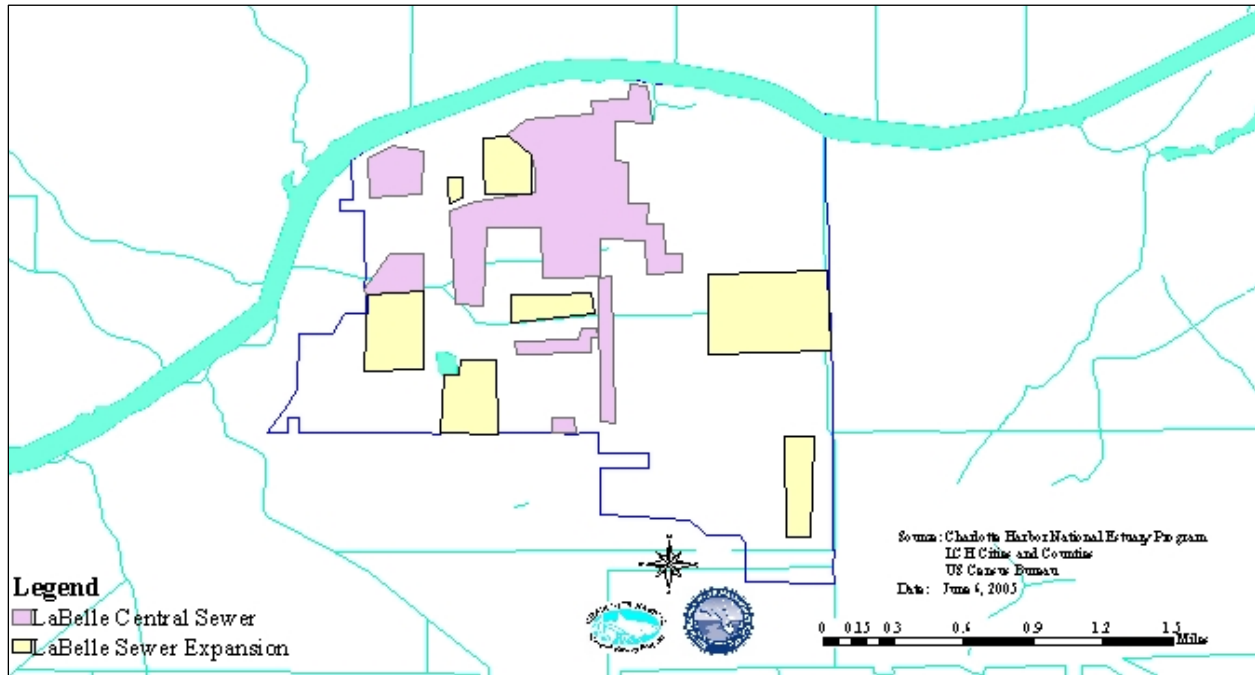 Source: Charlotte Harbor National Estuary Program
Cities and Counties
US Census Bureau
Date: June 6, 2005
Legend
LaBelle Central Sewer
LaBelle Sewer Expansion
0 0.15 0.3 0.6 0.9 1.2 1.5
Miles